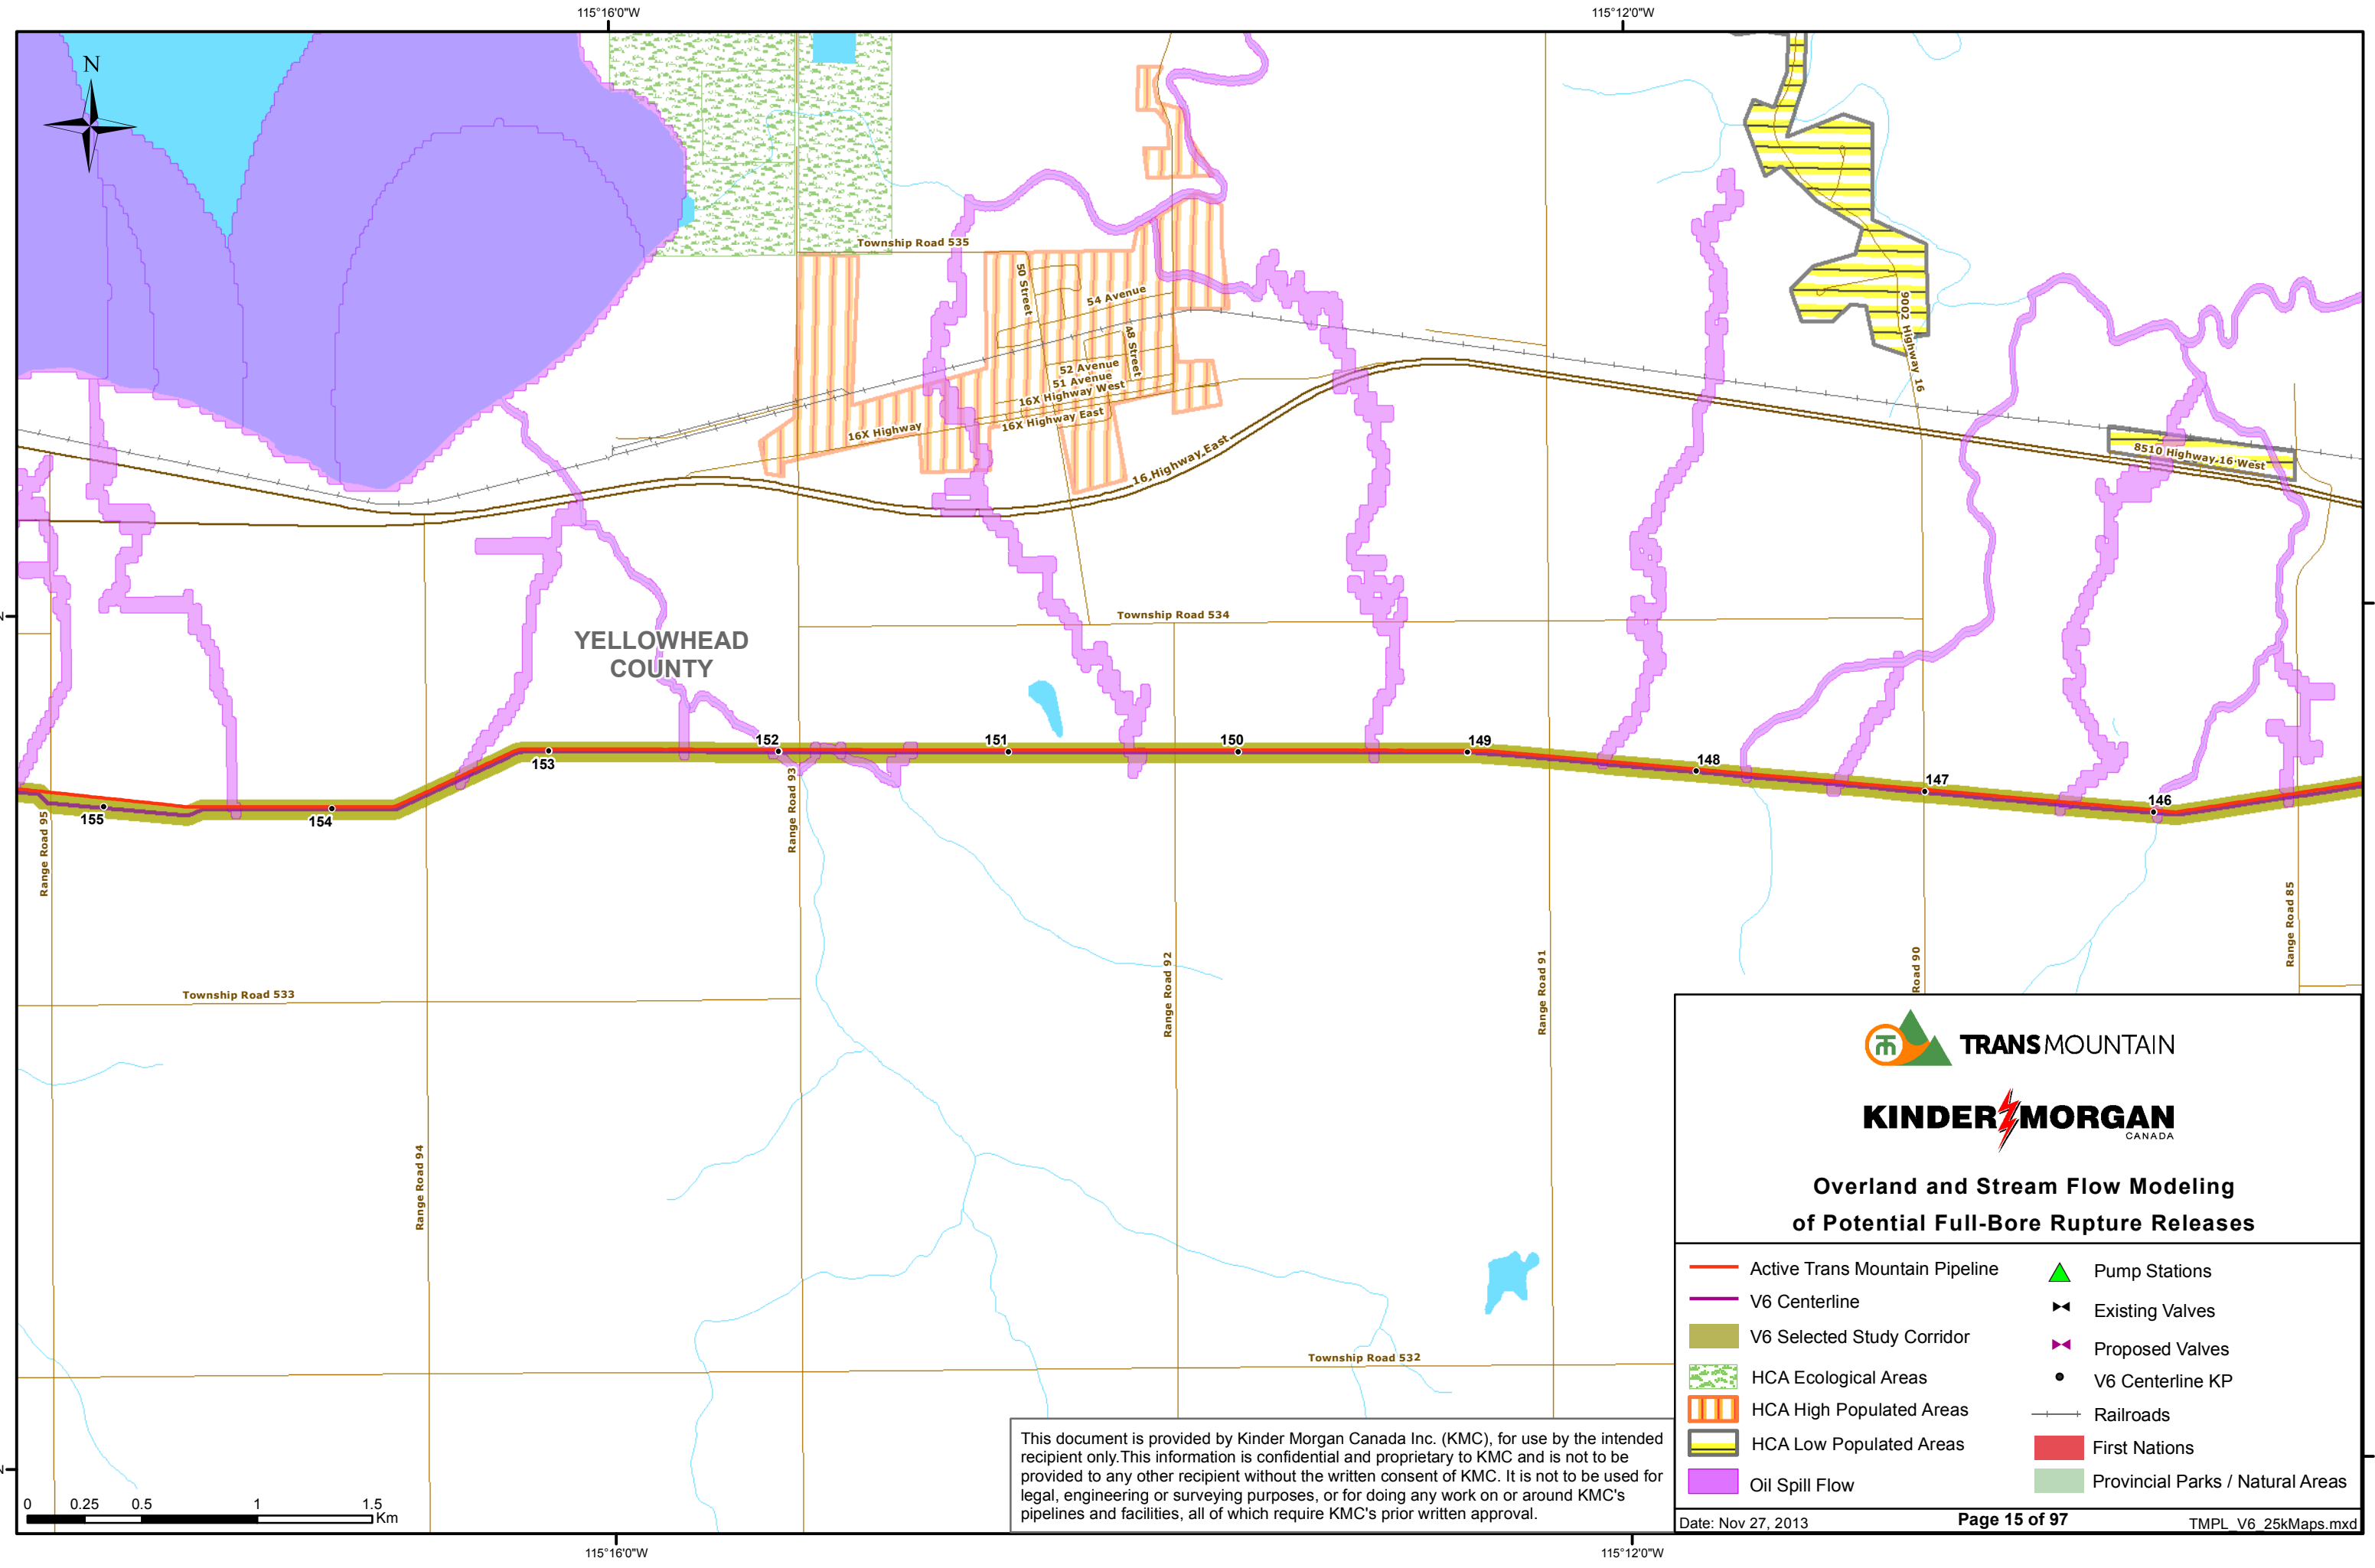 115°16'0"W
115°12'0"W
N
Township Road 535
50 Street
54 Avenue
48 Street
52 Avenue
51 Avenue
16X Highway West
16X Highway East
16X Highway
16 Highway East
9002 Highway 16
8510 Highway 16 West
Township Road 534
YELLOWHEAD
COUNTY
155
154
153
152
151
150
149
148
147
146
Range Road 95
Range Road 94
Range Road 93
Range Road 92
Range Road 91
Road 90
Range Road 85
Township Road 533
Township Road 532
TRANSMOUNTAIN
KINDER MORGAN
CANADA
Overland and Stream Flow Modeling
of Potential Full-Bore Rupture Releases
Active Trans Mountain Pipeline
V6 Centerline
V6 Selected Study Corridor
HCA Ecological Areas
HCA High Populated Areas
HCA Low Populated Areas
Oil Spill Flow
Pump Stations
Existing Valves
Proposed Valves
V6 Centerline KP
Railroads
First Nations
Provincial Parks / Natural Areas
Date: Nov 27, 2013
Page 15 of 97
TMPL_V6_25kMaps.mxd
This document is provided by Kinder Morgan Canada Inc. (KMC), for use by the intended
recipient only.This information is confidential and proprietary to KMC and is not to be
provided to any other recipient without the written consent of KMC. It is not to be used for
legal, engineering or surveying purposes, or for doing any work on or around KMC's
pipelines and facilities, all of which require KMC's prior written approval.
0 0.25 0.5 1 1.5
Km
115°16'0"W
115°12'0"W